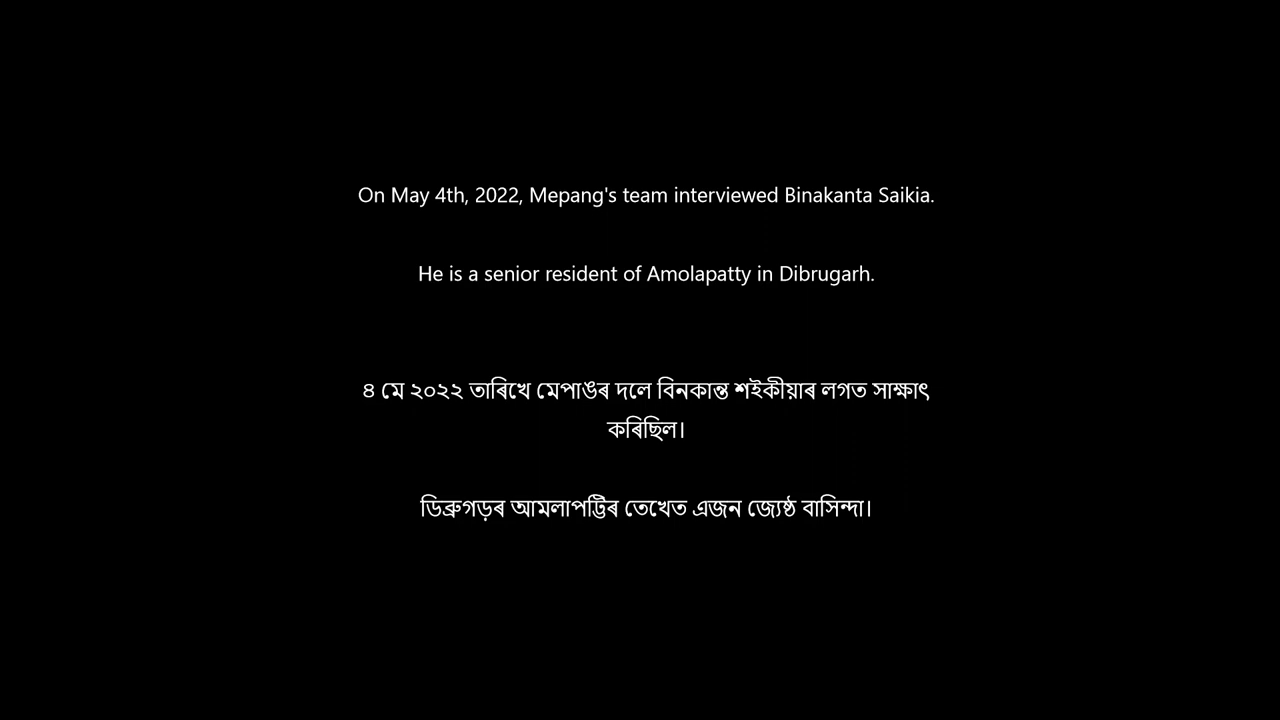 On May 4th, 2022, Mepang's team interviewed Binakanta Saikia.
He is a senior resident of Amolapatty in Dibrugarh.
৪ মে ২০২২ তাৰিখে মেপাঙৰ দলে বিনকান্ত শইকীয়াৰ লগত সাক্ষাৎ
কৰিছিল।
ডিব্ৰুগড়ৰ আমলাপট্টিৰ তেখেত এজন জ্যেষ্ঠ বাসিন্দা।